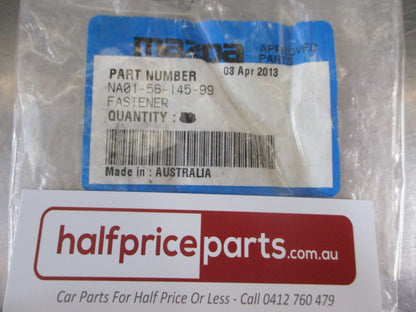 mazda APPROVED PARTS
PART NUMBER 03 Apr 2013
NA01-56-145-99
FASTENER
QUANTITY :
Made in : AUSTRALIA
halfpriceparts.com.au
Car Parts For Half Price Or Less - Call 0412 760 479